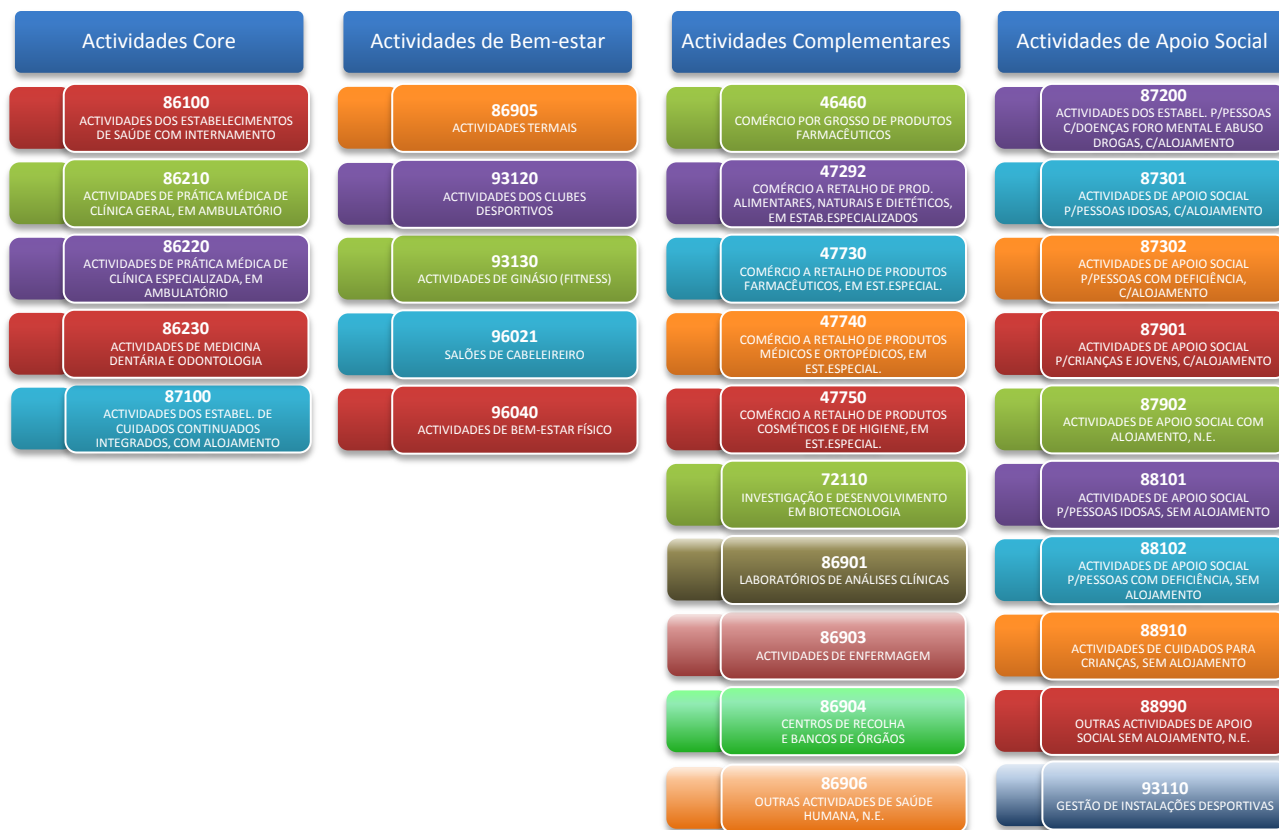 Actividades Core
86100
ACTIVIDADES DOS ESTABELECIMENTOS
DE SAÚDE COM INTERNAMENTO
86210
ACTIVIDADES DE PRÁTICA MÉDICA DE
CLÍNICA GERAL, EM AMBULATÓRIO
86220
ACTIVIDADES DE PRÁTICA MÉDICA DE
CLÍNICA ESPECIALIZADA, EM
AMBULATÓRIO
86230
ACTIVIDADES DE MEDICINA
DENTÁRIA E ODONTOLOGIA
87100
ACTIVIDADES DOS ESTABEL. DE
CUIDADOS CONTINUADOS
INTEGRADOS, COM ALOJAMENTO
Actividades de Bem-estar
86905
ACTIVIDADES TERMAIS
93120
ACTIVIDADES DOS CLUBES
DESPORTIVOS
93130
ACTIVIDADES DE GINÁSIO (FITNESS)
96021
SALÕES DE CABELEIREIRO
96040
ACTIVIDADES DE BEM-ESTAR FÍSICO
Actividades Complementares
46460
COMÉRCIO POR GROSSO DE PRODUTOS
FARMACÊUTICOS
47292
COMÉRCIO A RETALHO DE PROD.
ALIMENTARES, NATURAIS E DIETÉTICOS,
EM ESTAB.ESPECIALIZADOS
47730
COMÉRCIO A RETALHO DE PRODUTOS
FARMACÊUTICOS, EM EST.ESPECIAL.
47740
COMÉRCIO A RETALHO DE PRODUTOS
MÉDICOS E ORTOPÉDICOS, EM
EST.ESPECIAL.
47750
COMÉRCIO A RETALHO DE PRODUTOS
COSMÉTICOS E DE HIGIENE, EM
EST.ESPECIAL.
72110
INVESTIGAÇÃO E DESENVOLVIMENTO
EM BIOTECNOLOGIA
86901
LABORATÓRIOS DE ANÁLISES CLÍNICAS
86903
ACTIVIDADES DE ENFERMAGEM
86904
CENTROS DE RECOLHA
E BANCOS DE ÓRGÃOS
86906
OUTRAS ACTIVIDADES DE SAÚDE
HUMANA, N.E.
Actividades de Apoio Social
87200
ACTIVIDADES DOS ESTABEL. P/PESSOAS
C/DOENÇAS FORO MENTAL E ABUSO
DROGAS, C/ALOJAMENTO
87301
ACTIVIDADES DE APOIO SOCIAL
P/PESSOAS IDOSAS, C/ALOJAMENTO
87302
ACTIVIDADES DE APOIO SOCIAL
P/PESSOAS COM DEFICIÊNCIA,
C/ALOJAMENTO
87901
ACTIVIDADES DE APOIO SOCIAL
P/CRIANÇAS E JOVENS, C/ALOJAMENTO
87902
ACTIVIDADES DE APOIO SOCIAL COM
ALOJAMENTO, N.E.
88101
ACTIVIDADES DE APOIO SOCIAL
P/PESSOAS IDOSAS, SEM ALOJAMENTO
88102
ACTIVIDADES DE APOIO SOCIAL
P/PESSOAS COM DEFICIÊNCIA, SEM
ALOJAMENTO
88910
ACTIVIDADES DE CUIDADOS PARA
CRIANÇAS, SEM ALOJAMENTO
88990
OUTRAS ACTIVIDADES DE APOIO
SOCIAL SEM ALOJAMENTO, N.E.
93110
GESTÃO DE INSTALAÇÕES DESPORTIVAS